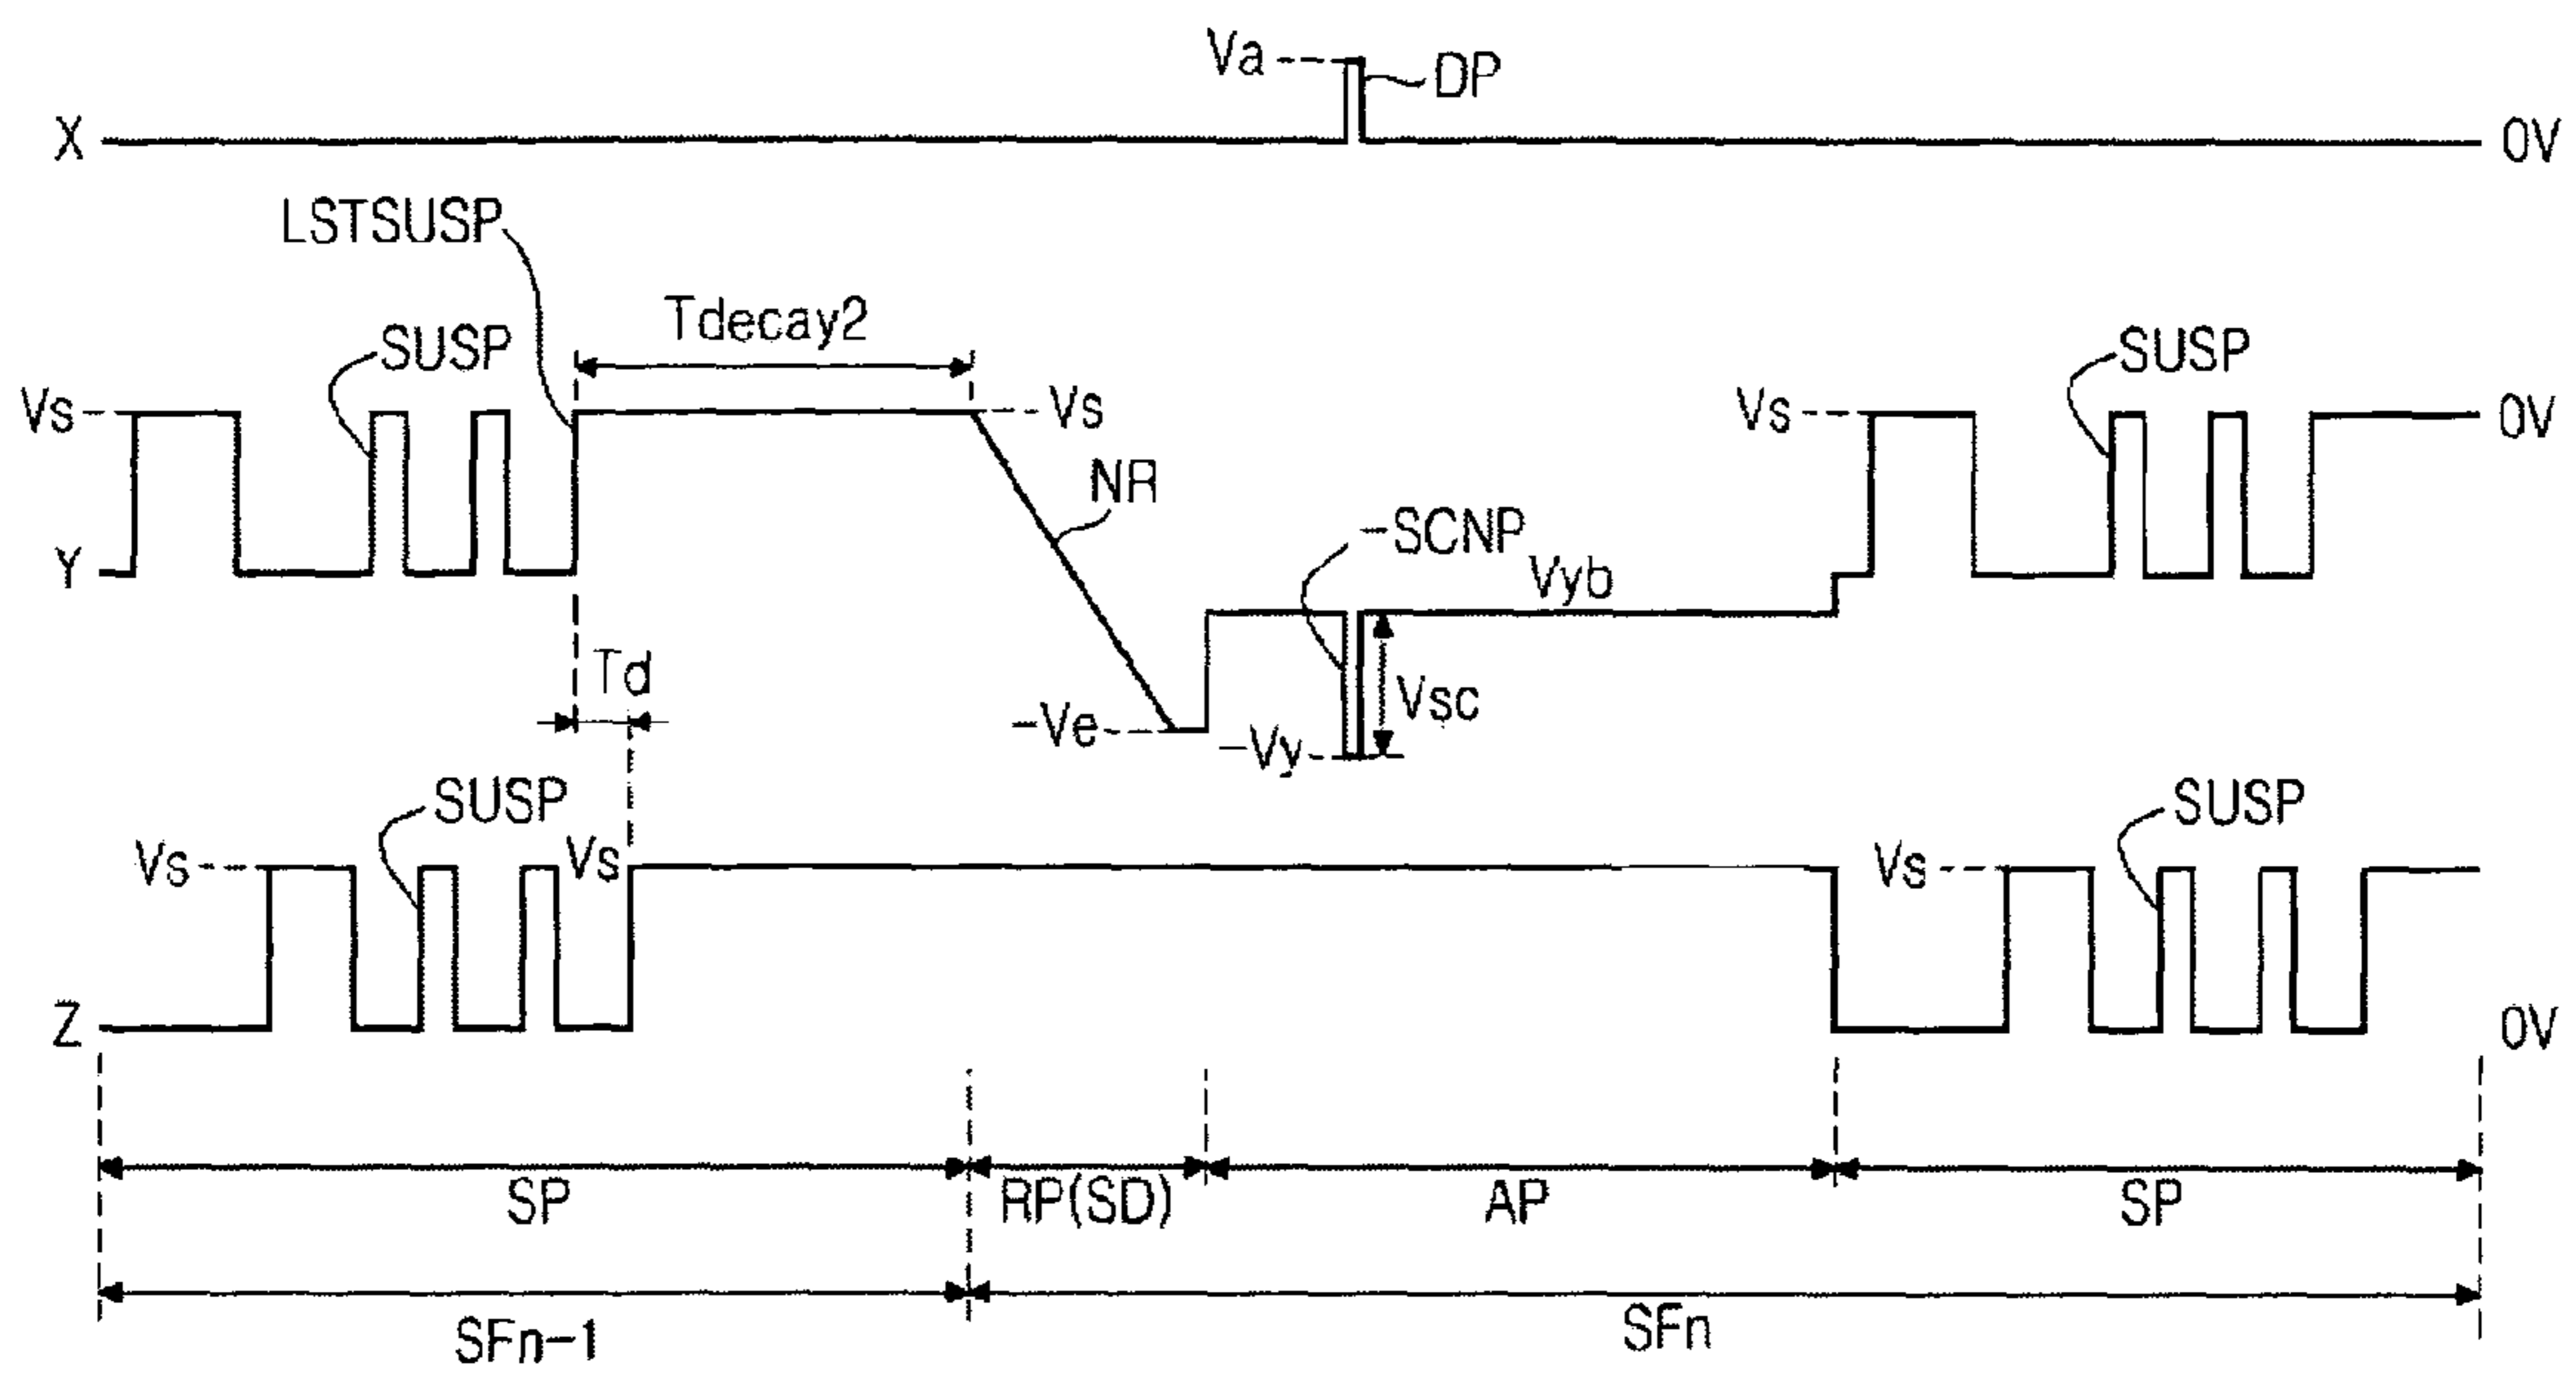 Va
DP
X
0V
LSTSUSP
Tdecay2
SUSP
SUSP
Vs
Vs
Vs
0V
NR
-SCNP
Y
Vyb
Td
Vsc
-Ve
-Vy
SUSP
SUSP
Vs
Vs
Vs
Z
0V
SP
RP(SD)
AP
SP
SFn-1
SFn